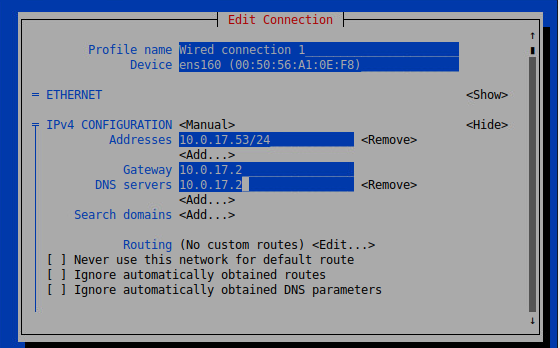 Edit Connection
Profile name Wired connection 1
Device ens160 (00:50:56:A1:0E:F8)
= ETHERNET <Show>
IPv4 CONFIGURATION <Manual> <Hide>
Addresses 10.0.17.53/24 <Remove>
<Add...>
Gateway 10.0.17.2
DNS servers 10.0.17.2 <Remove>
<Add...>
Search domains <Add...>
Routing (No custom routes) <Edit...>
[ ] Never use this network for default route
[ ] Ignore automatically obtained routes
[ ] Ignore automatically obtained DNS parameters